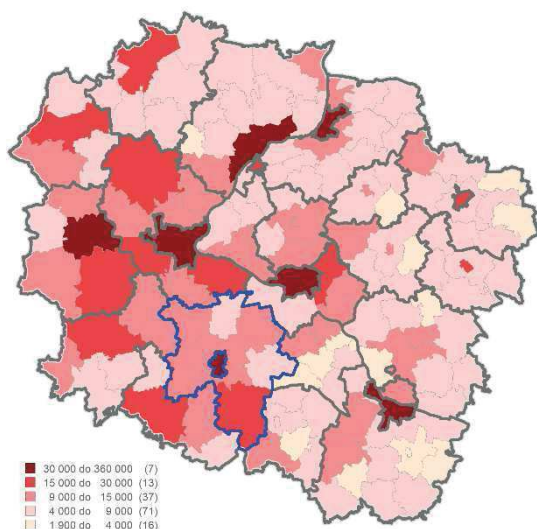 30 000 do 360 000 (7)
15 000 do 30 000 (13)
9 000 do 15 000 (37)
4 000 do 9 000 (71)
1 900 do 4 000 (16)